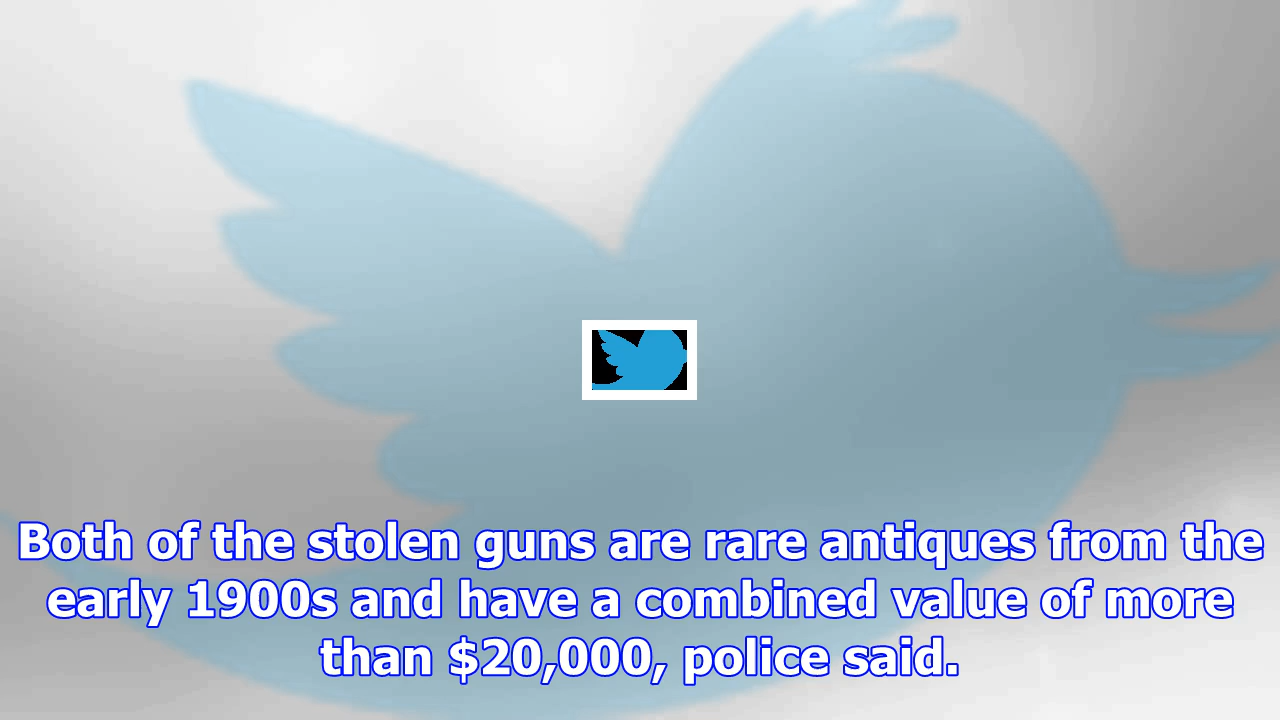 Both of the stolen guns are rare antiques from the
early 1900s and have a combined value of more
than $20,000, police said.